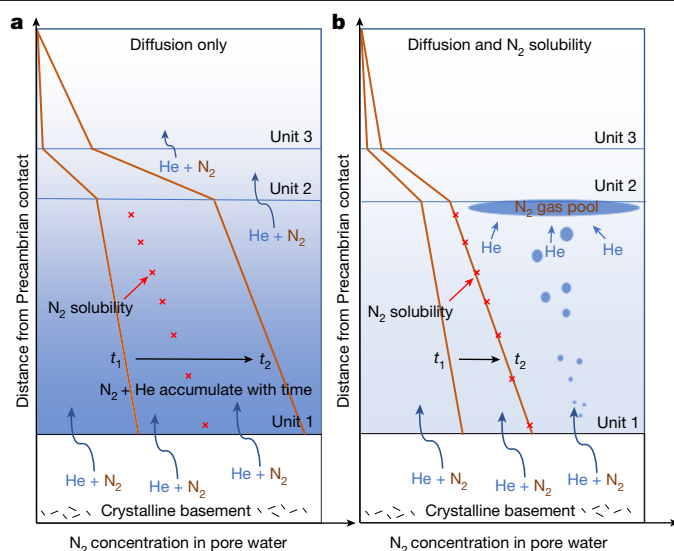 a
Diffusion only
Unit 3
He + N2
Unit 2
He + N2
N2 solubility
t1
t2
N2 + He accumulate with time
Unit 1
He + N2
He + N2
He + N2
Crystalline basement
Distance from Precambrian contact
N2 concentration in pore water
b
Diffusion and N2 solubility
Unit 3
Unit 2
N2 gas pool
He
He
He
N2 solubility
t1
t2
Unit 1
He + N2
He + N2
He + N2
Crystalline basement
Distance from Precambrian contact
N2 concentration in pore water